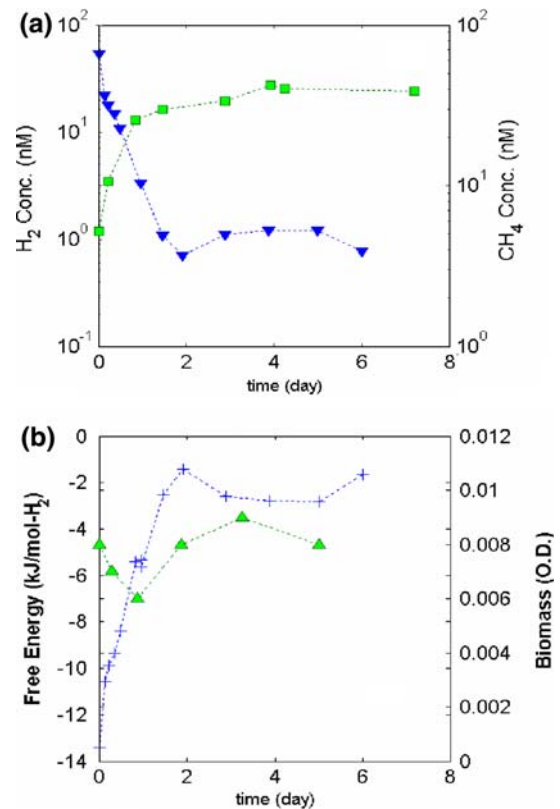 (a)
10²
10¹
10⁰
10⁻¹
H₂ Conc. (nM)
10²
10¹
10⁰
CH₄ Conc. (nM)
0 2 4 6 8
time (day)
(b)
0
-2
-4
-6
-8
-10
-12
-14
Free Energy (kJ/mol-H₂)
0.012
0.01
0.008
0.006
0.004
0.002
0
Biomass (O.D.)
0 2 4 6 8
time (day)